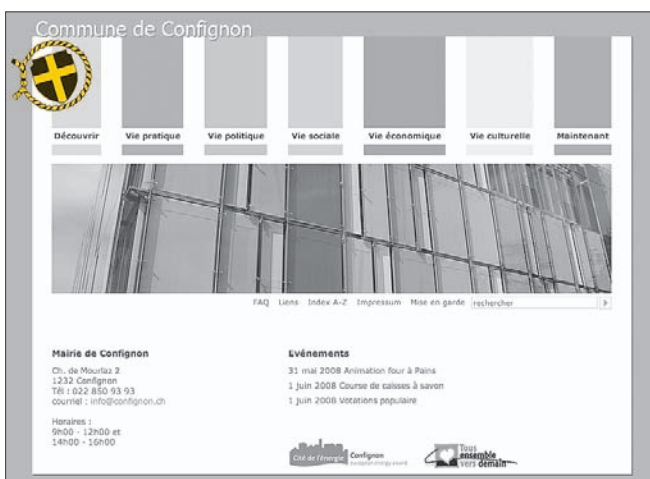 Commune de Confignon
Découvrir Vie pratique Vie politique Vie sociale Vie économique Vie culturelle Maintenant
FAQ Liens Index A-Z Impressum Mise en garde rechercher
Mairie de Confignon
Ch. de Mourlaz 2
1232 Confignon
Tél : 022 850 93 93
courriel : info@confignon.ch
Horaires :
9h00 - 12h00 et
14h00 - 16h00
Evénements
31 mai 2008 Animation four à Pains
1 juin 2008 Course de caisses à savon
1 juin 2008 Votations populaire
Cité de l'énergie Confignon
european energy award
Tous
ensemble
vers demain